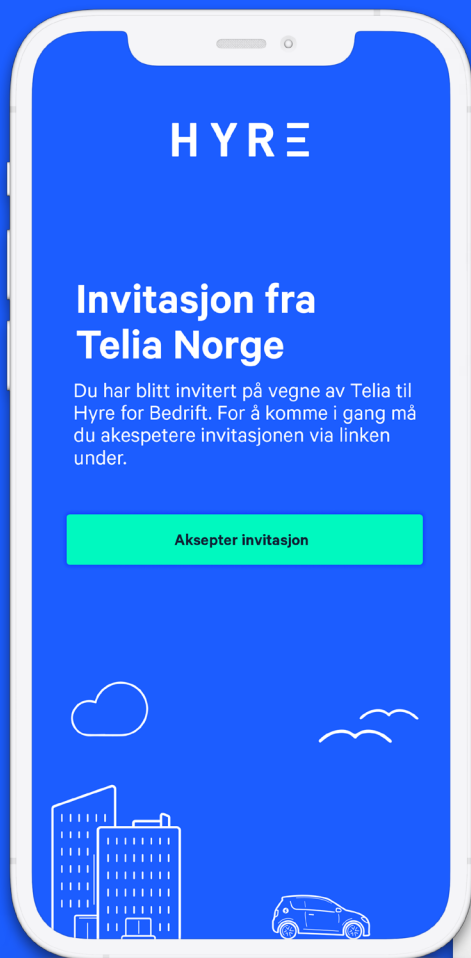 HYRE
Invitasjon fra
Telia Norge
Du har blitt invitert på vegne av Telia til
Hyre for Bedrift. For å komme i gang må
du akespetere invitasjonen via linken
under.
Aksepter invitasjon